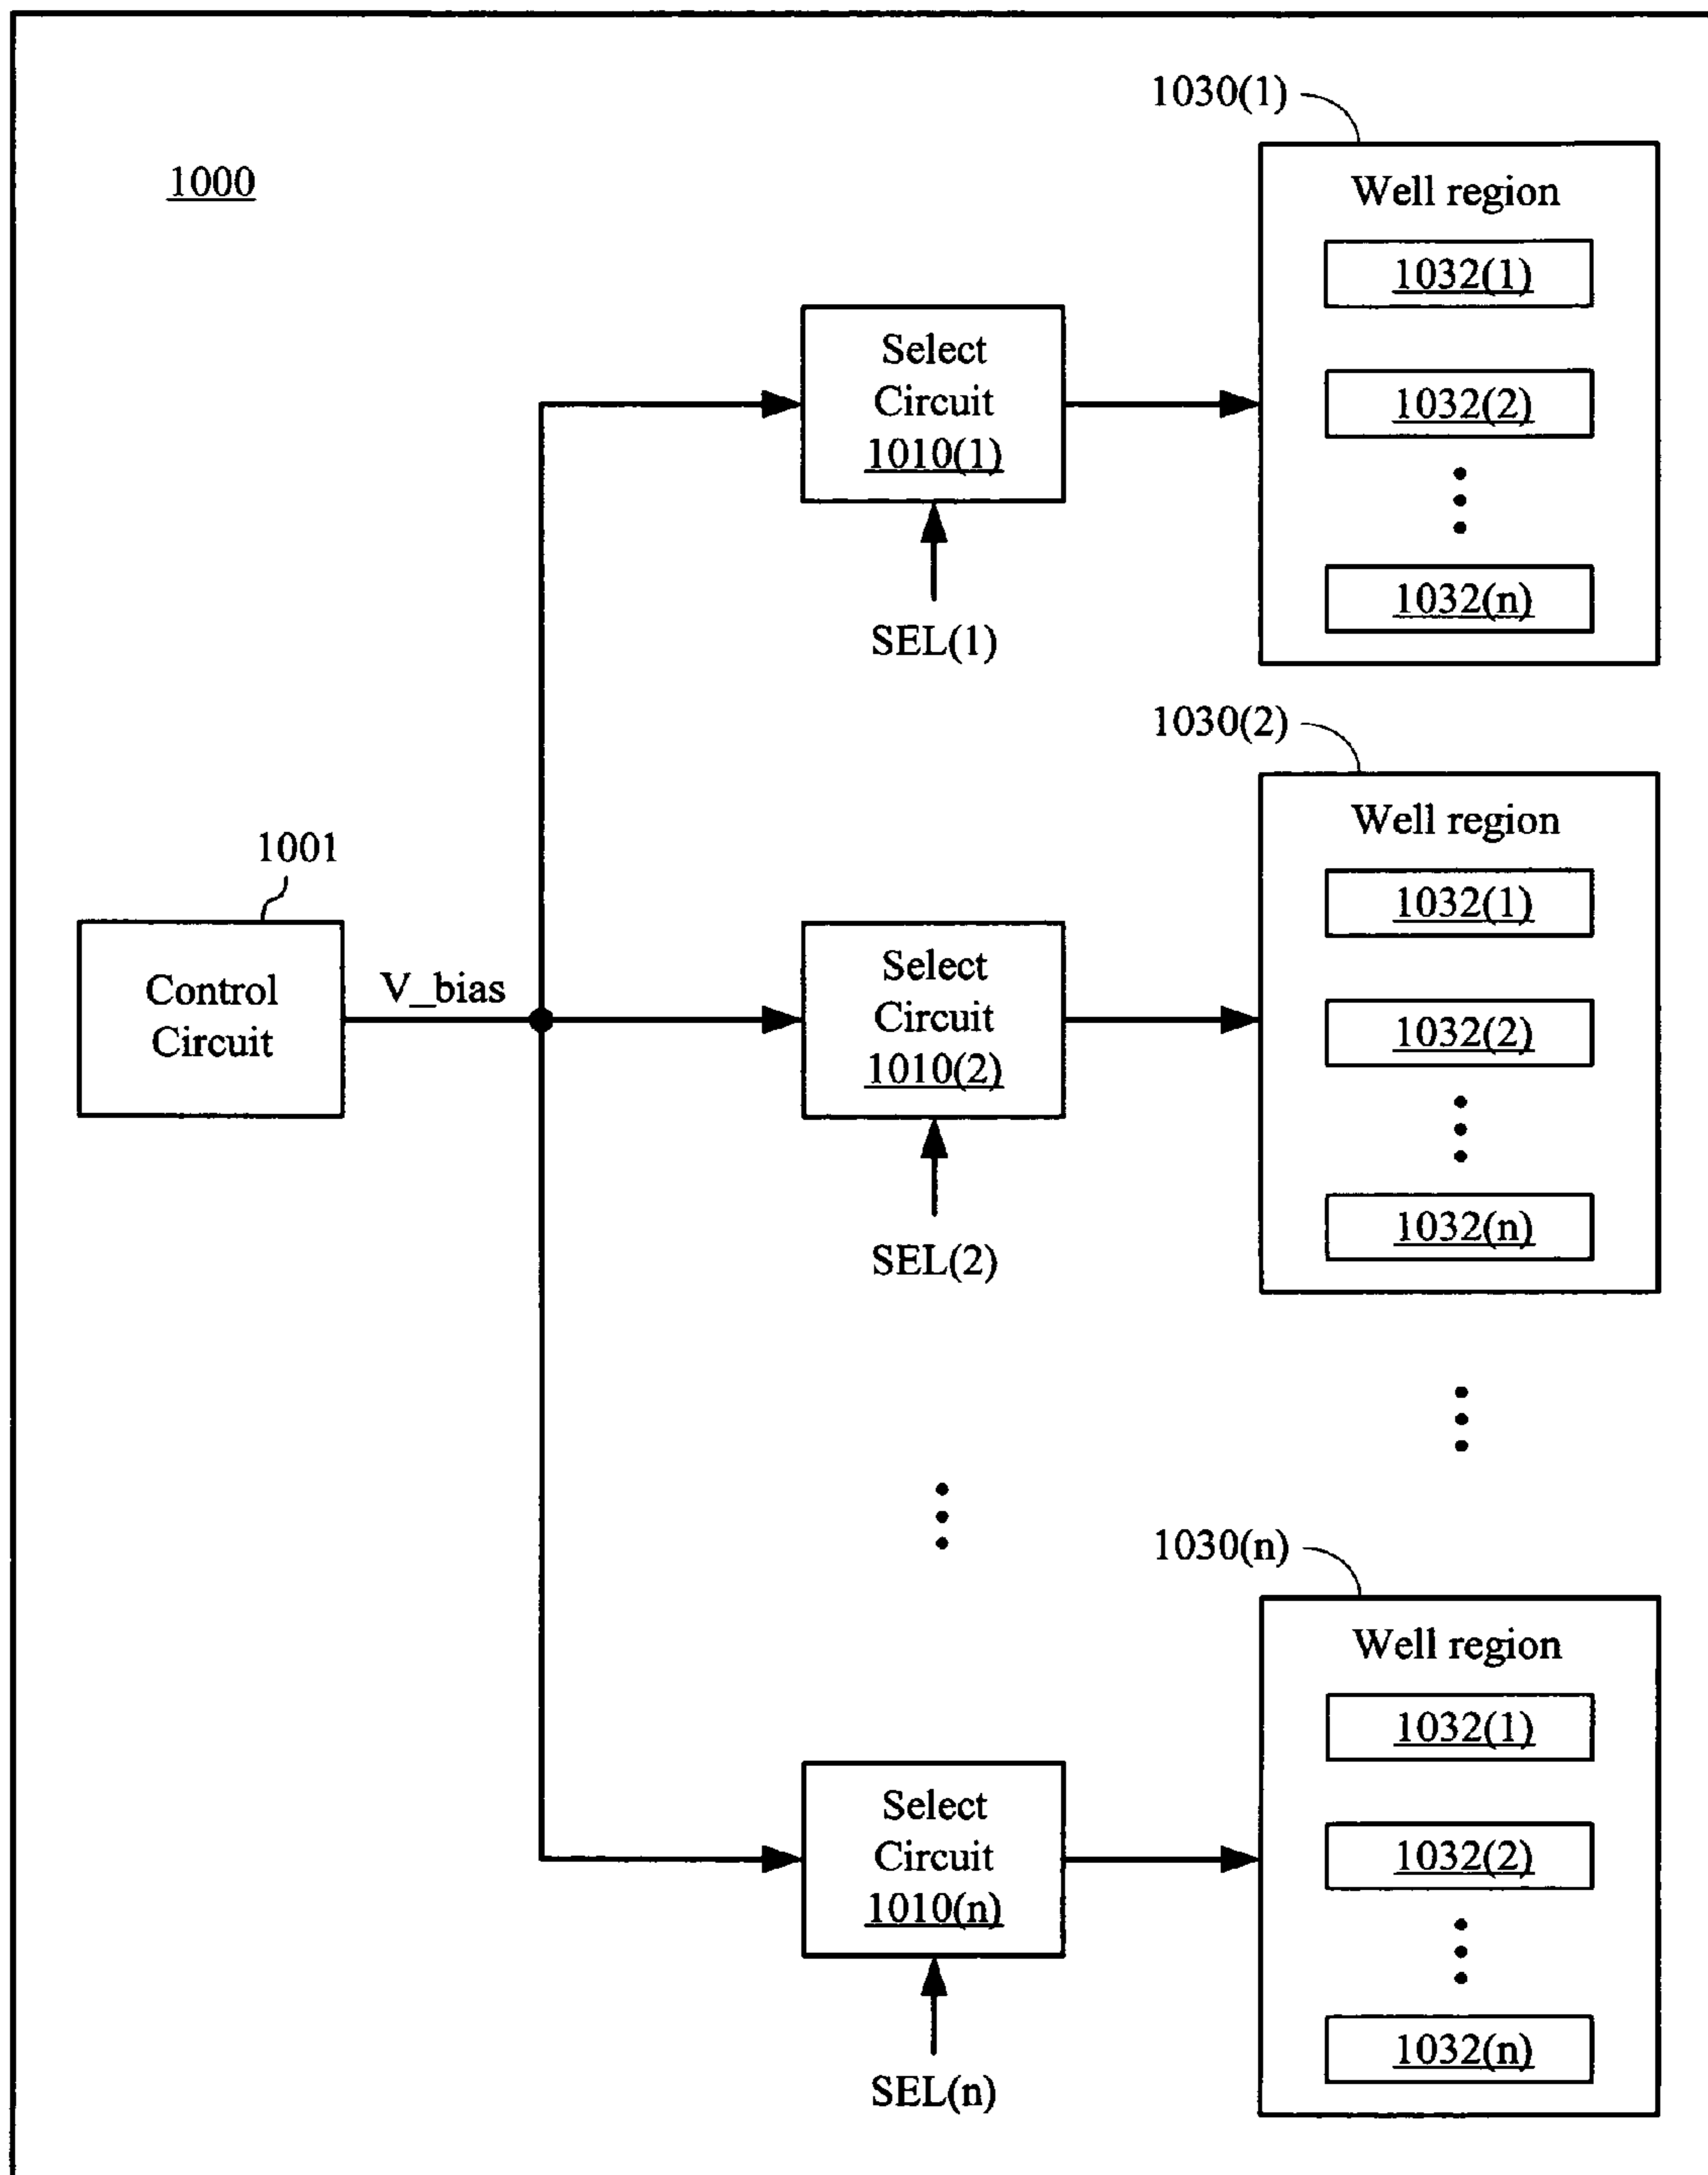 1000
1030(1)
Well region
1032(1)
1032(2)
1032(n)
Select
Circuit
1010(1)
SEL(1)
1030(2)
Well region
1032(1)
1032(2)
1032(n)
1001
Control
Circuit
V_bias
Select
Circuit
1010(2)
SEL(2)
1030(n)
Well region
1032(1)
1032(2)
1032(n)
Select
Circuit
1010(n)
SEL(n)